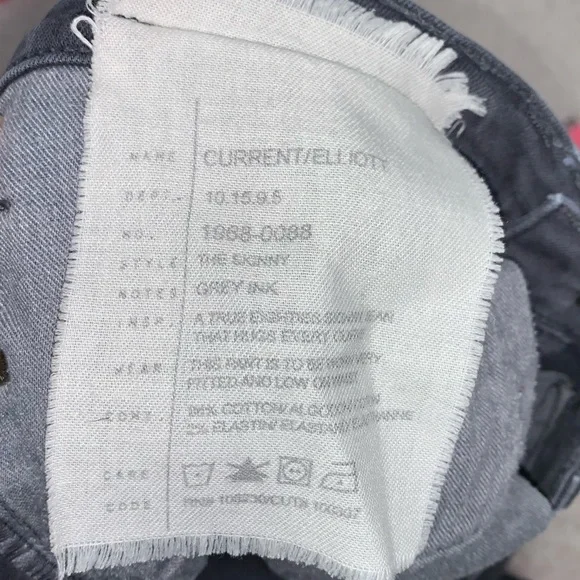 NAME CURRENT/ELLIOTT
DEPT. 10.15.9.5
NO. 1968-0098
STYLE THE SKINNY
NOTES GREY INK
INSP. A TRUE EIGHTIES SKINNY JEAN
THAT HUGS EVERY CURVE
WEAR THIS PANT IS TO BE WORN VERY
FITTED AND LOW ON WAIST
CONT. 98% COTTON/ ALGODON/ COTON
2% ELASTIN/ ELASTAN/ ELASTHANNE
CARE
CODE RN#